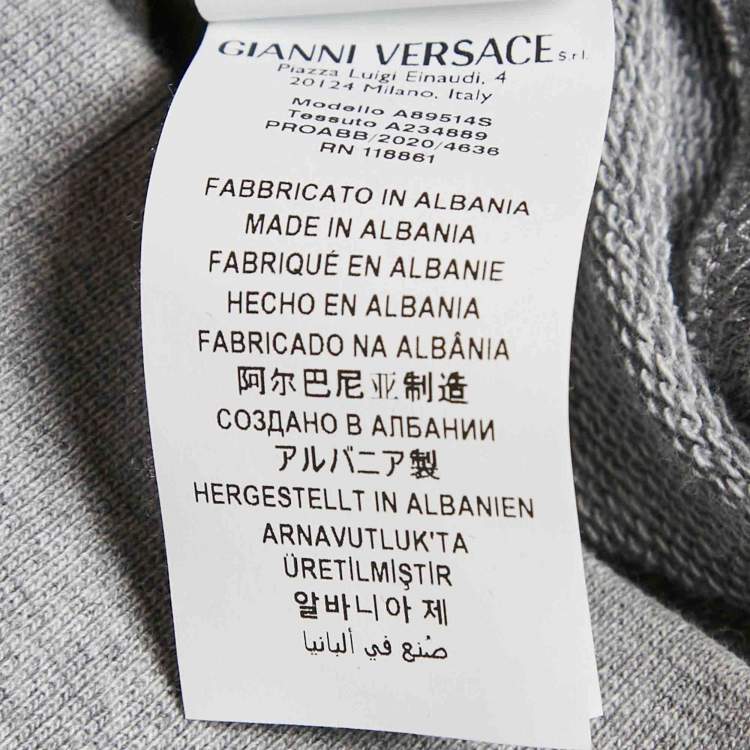 GIANNI VERSACE S.r.l.
Piazza Luigi Einaudi, 4
20124 Milano, Italy
Modello A89514S
Tessuto A234889
PROABB/2020/4636
RN 118861
FABBRICATO IN ALBANIA
MADE IN ALBANIA
FABRIQUÉ EN ALBANIE
HECHO EN ALBANIA
FABRICADO NA ALBÂNIA
阿尔巴尼亚制造
СОЗДАНО В АЛБАНИИ
アルバニア製
HERGESTELLT IN ALBANIEN
ARNAVUTLUK'TA
ÜRETİLMİŞTİR
알바니아 제
صُنع في ألبانيا